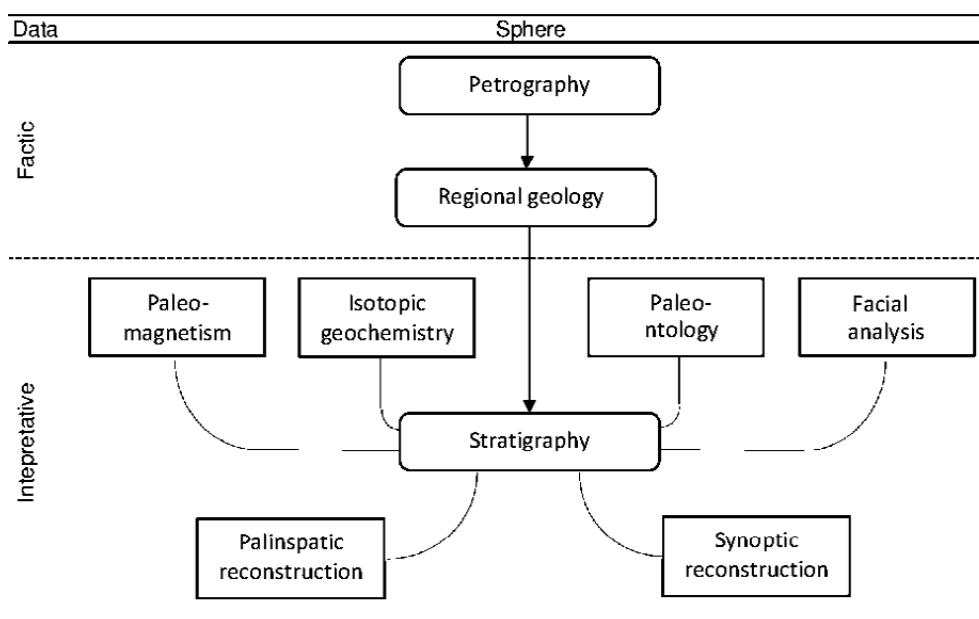 Data Sphere
Factic
Petrography
Regional geology
Intepretative
Paleo-
magnetism
Isotopic
geochemistry
Paleo-
ntology
Facial
analysis
Stratigraphy
Palinspatic
reconstruction
Synoptic
reconstruction